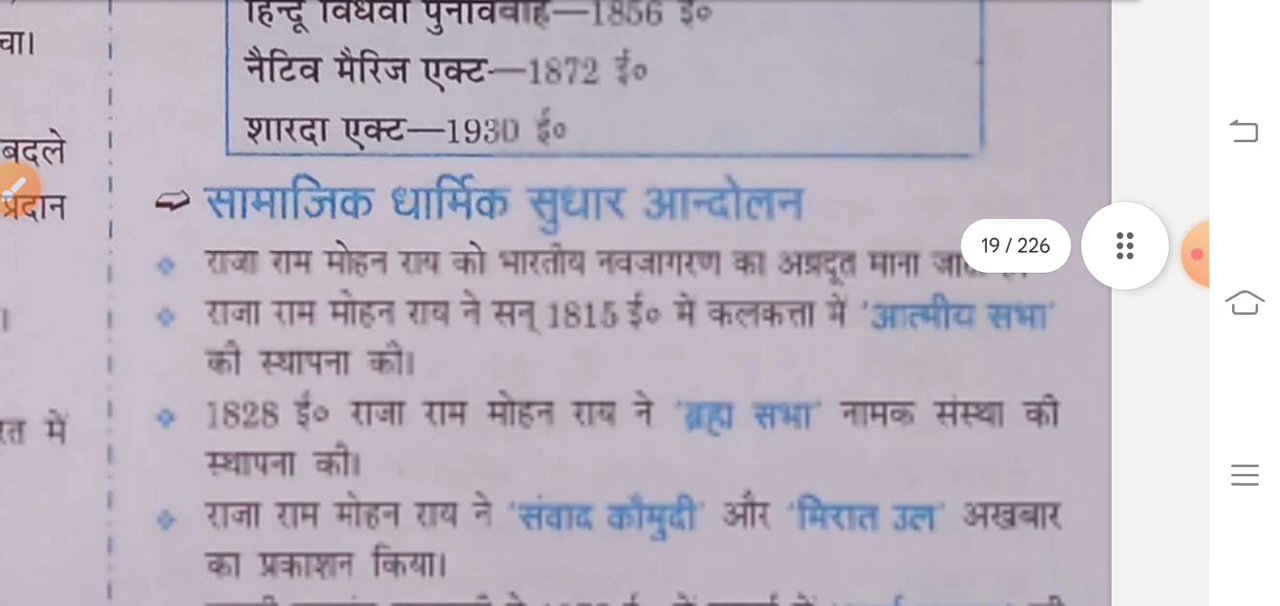 हिन्दू विधवा पुनर्विवाह—1856 ई०
चा।
नैटिव मैरिज एक्ट—1872 ई०
शारदा एक्ट—1930 ई०
बदले
प्रदान
⇨ सामाजिक धार्मिक सुधार आन्दोलन
19 / 226
राजा राम मोहन राय को भारतीय नवजागरण का अग्रदूत माना
राजा राम मोहन राय ने सन् 1815 ई० में कलकत्ता में 'आत्मीय सभा'
की स्थापना की।
1828 ई० राजा राम मोहन राय ने 'ब्रह्म सभा' नामक संस्था की
में
स्थापना की।
राजा राम मोहन राय ने 'संवाद कौमुदी' और 'मिरात उल' अखबार
का प्रकाशन किया।